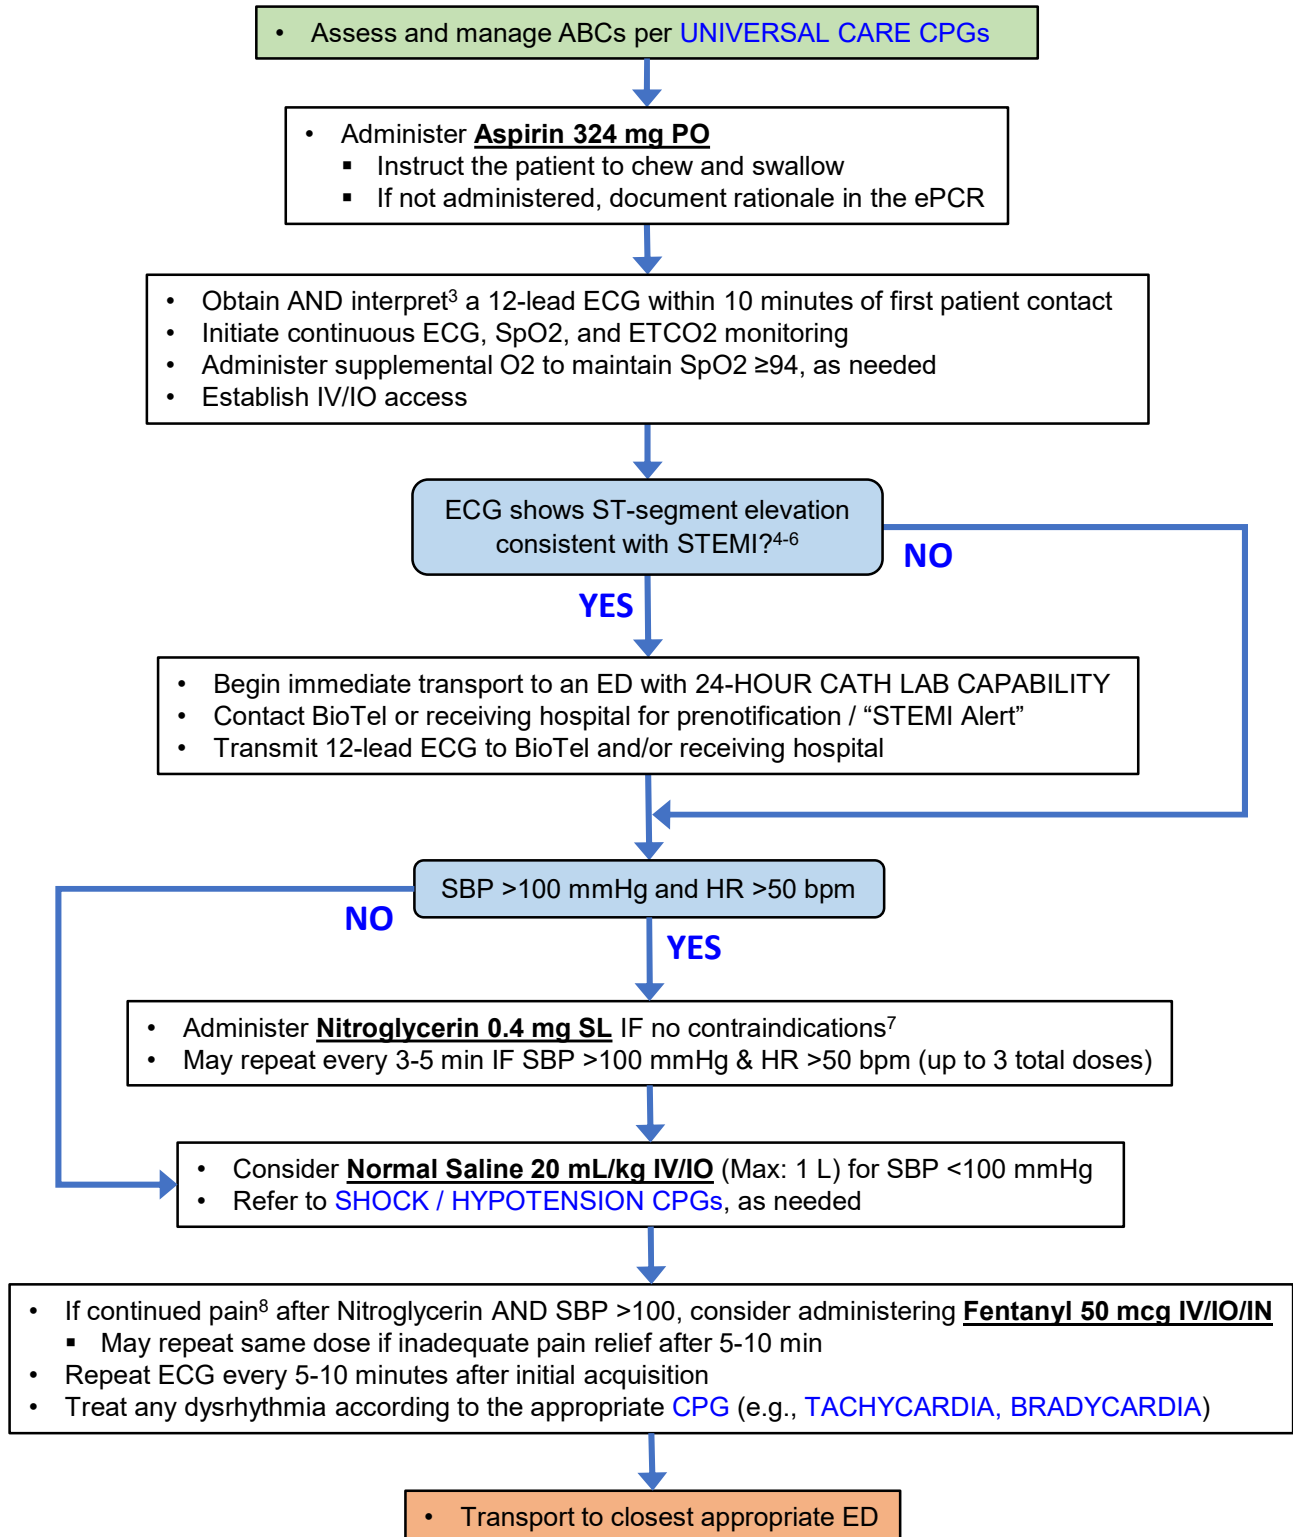 • Assess and manage ABCs per UNIVERSAL CARE CPGs
• Administer Aspirin 324 mg PO
▪ Instruct the patient to chew and swallow
▪ If not administered, document rationale in the ePCR
• Obtain AND interpret³ a 12-lead ECG within 10 minutes of first patient contact
• Initiate continuous ECG, SpO2, and ETCO2 monitoring
• Administer supplemental O2 to maintain SpO2 ≥94, as needed
• Establish IV/IO access
ECG shows ST-segment elevation
consistent with STEMI?⁴⁻⁶
NO
YES
• Begin immediate transport to an ED with 24-HOUR CATH LAB CAPABILITY
• Contact BioTel or receiving hospital for prenotification / “STEMI Alert”
• Transmit 12-lead ECG to BioTel and/or receiving hospital
SBP >100 mmHg and HR >50 bpm
NO
YES
• Administer Nitroglycerin 0.4 mg SL IF no contraindications⁷
• May repeat every 3-5 min IF SBP >100 mmHg & HR >50 bpm (up to 3 total doses)
• Consider Normal Saline 20 mL/kg IV/IO (Max: 1 L) for SBP <100 mmHg
• Refer to SHOCK / HYPOTENSION CPGs, as needed
• If continued pain⁸ after Nitroglycerin AND SBP >100, consider administering Fentanyl 50 mcg IV/IO/IN
▪ May repeat same dose if inadequate pain relief after 5-10 min
• Repeat ECG every 5-10 minutes after initial acquisition
• Treat any dysrhythmia according to the appropriate CPG (e.g., TACHYCARDIA, BRADYCARDIA)
• Transport to closest appropriate ED